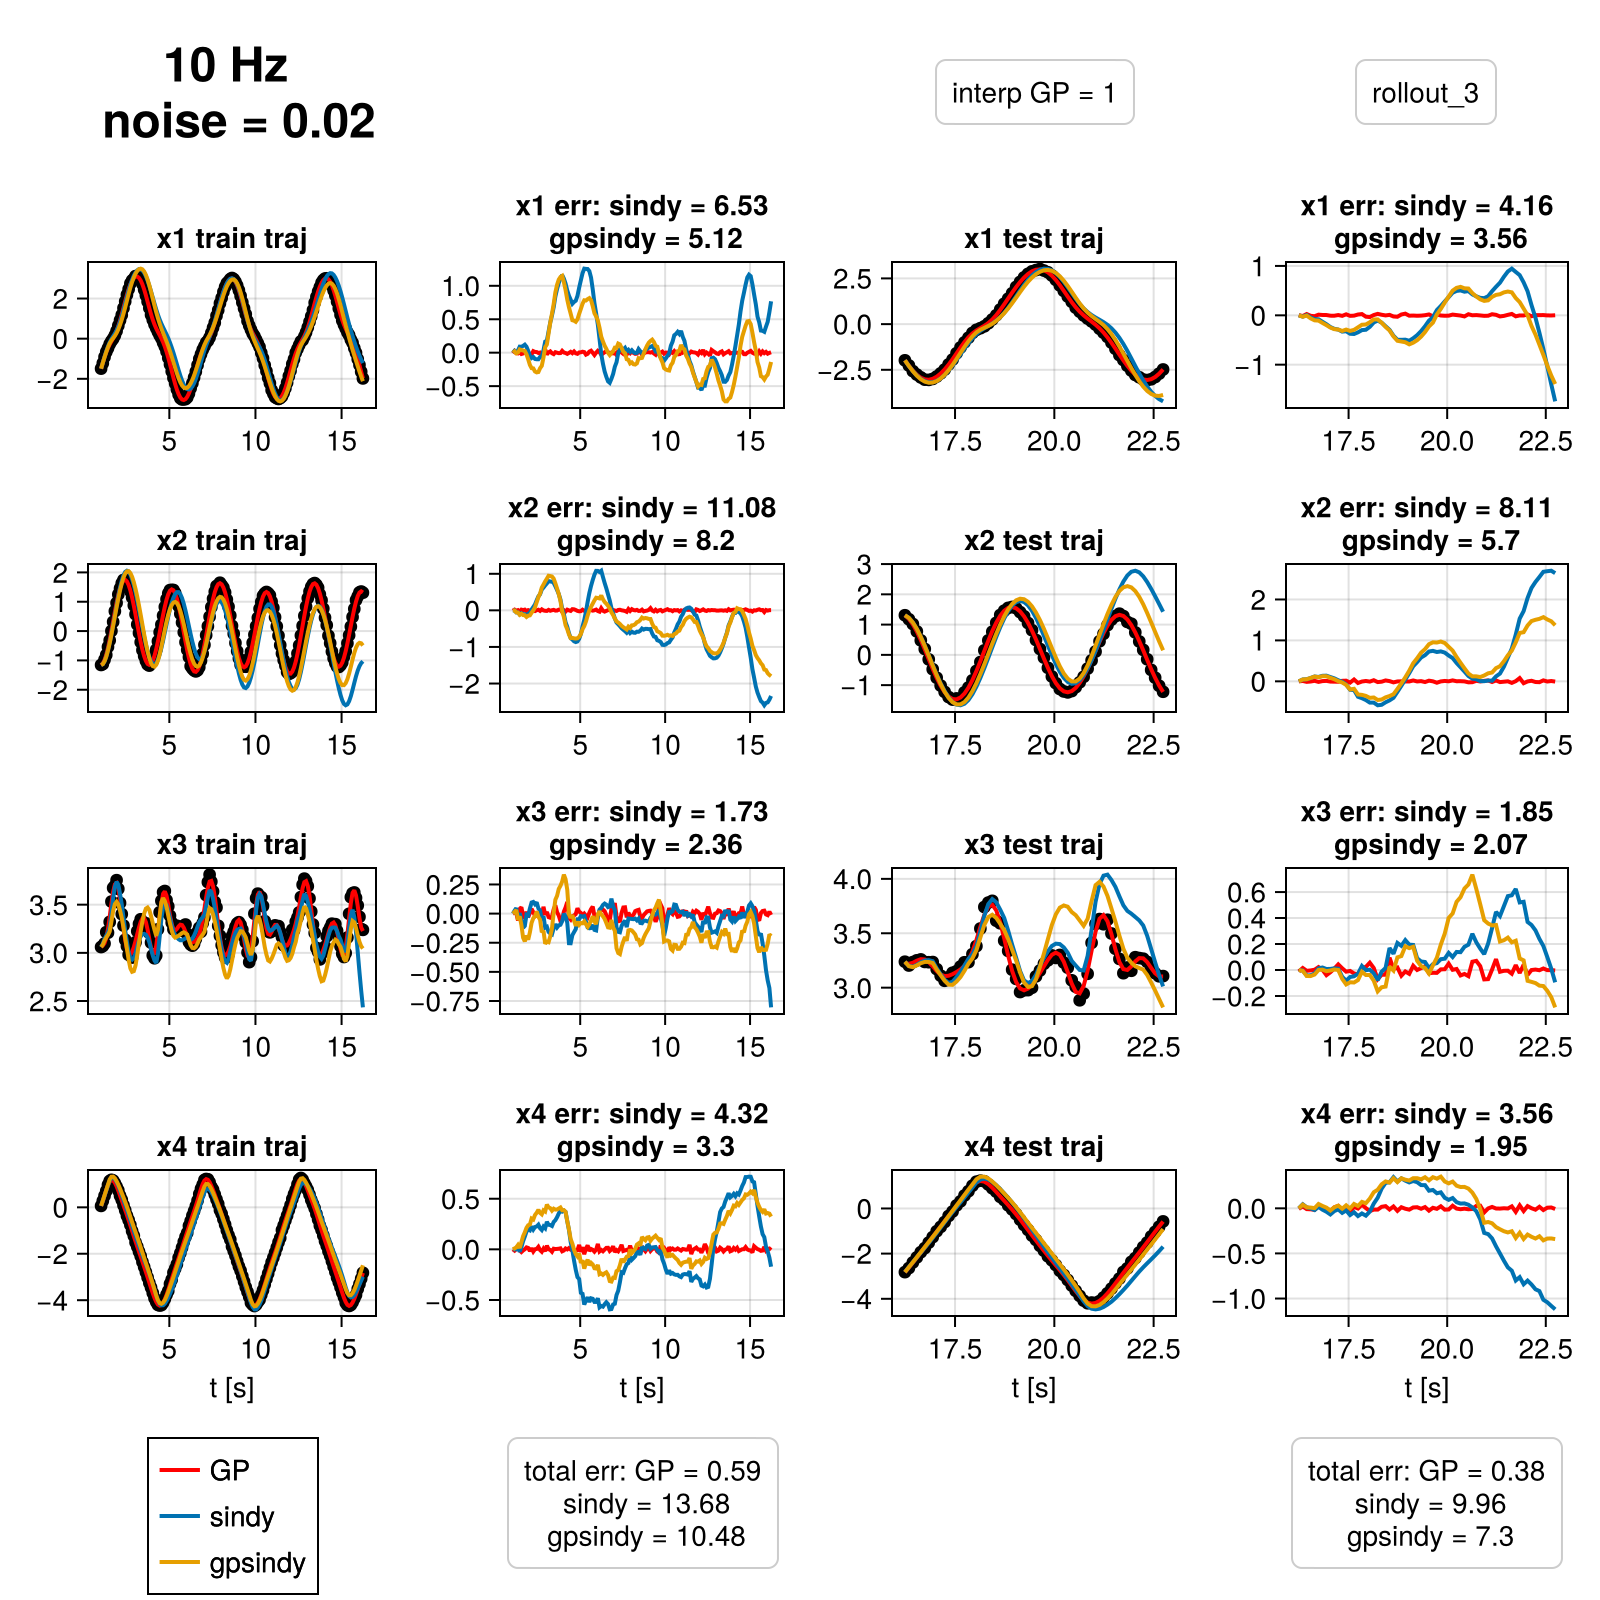 10 Hz
noise = 0.02
interp GP = 1
rollout_3
x1 train traj
2
0
−2
5
10
15
x1 err: sindy = 6.53
gpsindy = 5.12
1.0
0.5
0.0
−0.5
5
10
15
x1 test traj
2.5
0.0
−2.5
17.5
20.0
22.5
x1 err: sindy = 4.16
gpsindy = 3.56
1
0
−1
17.5
20.0
22.5
x2 train traj
2
1
0
−1
−2
5
10
15
x2 err: sindy = 11.08
gpsindy = 8.2
1
0
−1
−2
5
10
15
x2 test traj
3
2
1
0
−1
17.5
20.0
22.5
x2 err: sindy = 8.11
gpsindy = 5.7
2
1
0
17.5
20.0
22.5
x3 train traj
3.5
3.0
2.5
5
10
15
x3 err: sindy = 1.73
gpsindy = 2.36
0.25
0.00
−0.25
−0.50
−0.75
5
10
15
x3 test traj
4.0
3.5
3.0
17.5
20.0
22.5
x3 err: sindy = 1.85
gpsindy = 2.07
0.6
0.4
0.2
0.0
−0.2
17.5
20.0
22.5
x4 train traj
0
−2
−4
5
10
15
t [s]
x4 err: sindy = 4.32
gpsindy = 3.3
0.5
0.0
−0.5
5
10
15
t [s]
x4 test traj
0
−2
−4
17.5
20.0
22.5
t [s]
x4 err: sindy = 3.56
gpsindy = 1.95
0.0
−0.5
−1.0
17.5
20.0
22.5
t [s]
GP
sindy
gpsindy
total err: GP = 0.59
sindy = 13.68
gpsindy = 10.48
total err: GP = 0.38
sindy = 9.96
gpsindy = 7.3